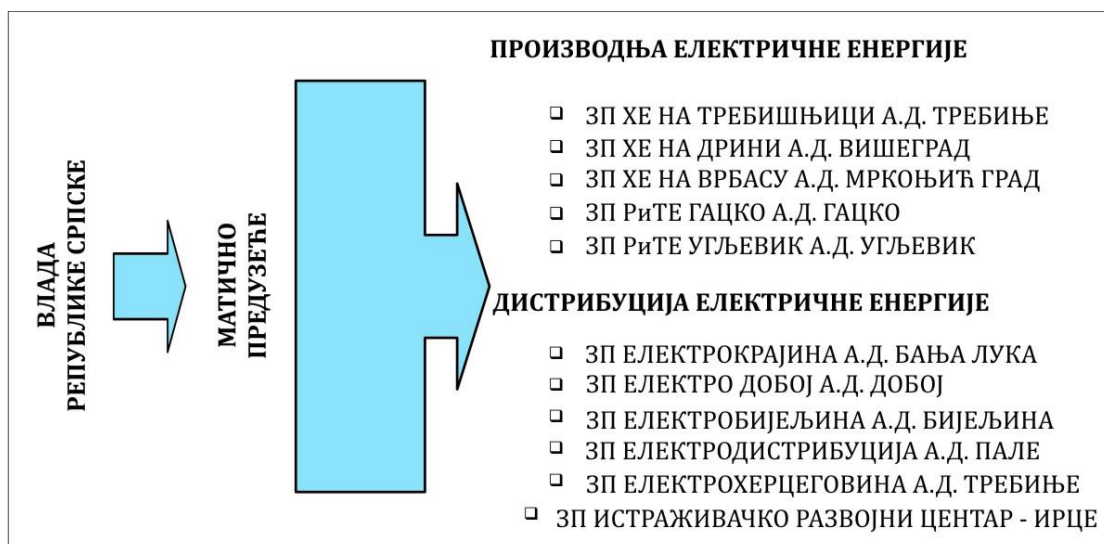 ВЛАДА
РЕПУБЛИКЕ СРПСКЕ
МАТИЧНО
ПРЕДУЗЕЋЕ
ПРОИЗВОДЊА ЕЛЕКТРИЧНЕ ЕНЕРГИЈЕ
❑ ЗП ХЕ НА ТРЕБИШЊИЦИ А.Д. ТРЕБИЊЕ
❑ ЗП ХЕ НА ДРИНИ А.Д. ВИШЕГРАД
❑ ЗП ХЕ НА ВРБАСУ А.Д. МРКОЊИЋ ГРАД
❑ ЗП РиТЕ ГАЦКО А.Д. ГАЦКО
❑ ЗП РиТЕ УГЉЕВИК А.Д. УГЉЕВИК
ДИСТРИБУЦИЈА ЕЛЕКТРИЧНЕ ЕНЕРГИЈЕ
❑ ЗП ЕЛЕКТРОКРАЈИНА А.Д. БАЊА ЛУКА
❑ ЗП ЕЛЕКТРО ДОБОЈ А.Д. ДОБОЈ
❑ ЗП ЕЛЕКТРОБИЈЕЉИНА А.Д. БИЈЕЉИНА
❑ ЗП ЕЛЕКТРОДИСТРИБУЦИЈА А.Д. ПАЛЕ
❑ ЗП ЕЛЕКТРОХЕРЦЕГОВИНА А.Д. ТРЕБИЊЕ
❑ ЗП ИСТРАЖИВАЧКО РАЗВОЈНИ ЦЕНТАР - ИРЦЕ